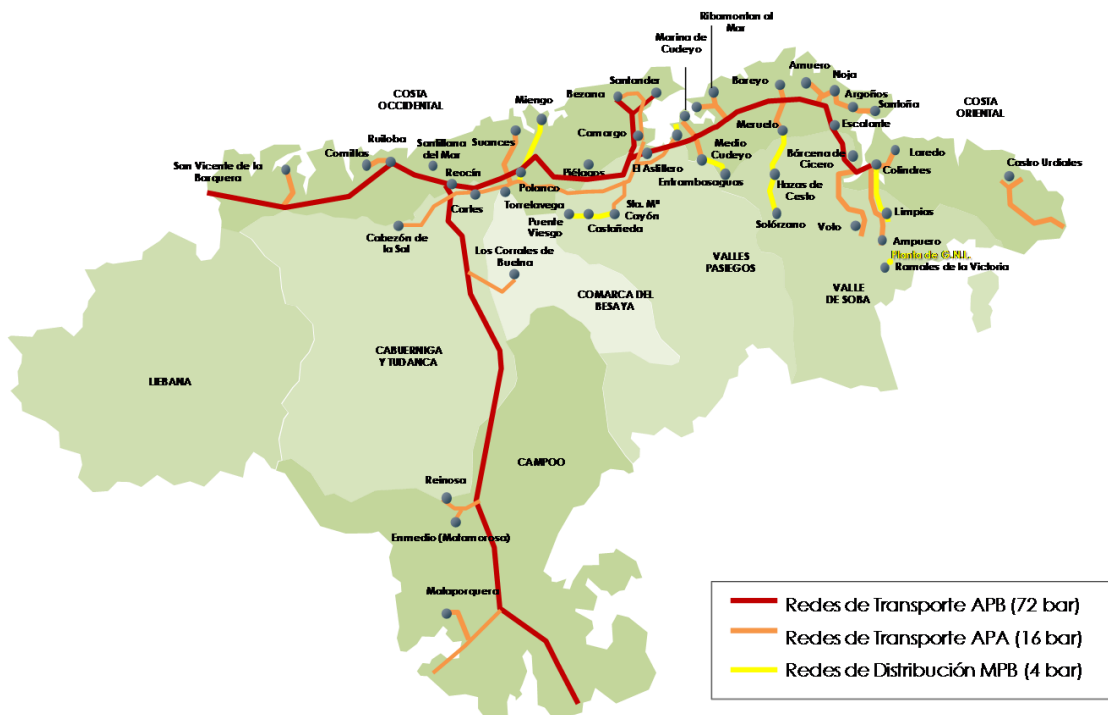 Ribamontan al
Mar
Marina de
Cudeyo
Santander
Bezana
Bareyo
Arnuero
Noja
Argoños
Santoña
COSTA
OCCIDENTAL
COSTA
ORIENTAL
Miengo
Camargo
Meruelo
Escalante
Ruiloba
Comillas
Santillana
del Mar
Suances
San Vicente de la
Barquera
Reocín
Polanco
Piélagos
El Astillero
Medio
Cudeyo
Entrambasaguas
Bárcena de
Cicero
Colindres
Laredo
Castro Urdiales
Cartes
Torrelavega
Puente
Viesgo
Castañeda
Sta. Mª
Cayón
Hazas de
Cesto
Solórzano
Voto
Limpias
Ampuero
Planta de G.N.L.
Ramales de la Victoria
Cabezón de
la Sal
Los Corrales de
Buelna
VALLES
PASIEGOS
VALLE
DE SOBA
COMARCA DEL
BESAYA
CABUERNIGA
Y TUDANCA
LIEBANA
CAMPOO
Reinosa
Enmedio (Matamorosa)
Mataporquera
Redes de Transporte APB (72 bar)
Redes de Transporte APA (16 bar)
Redes de Distribución MPB (4 bar)